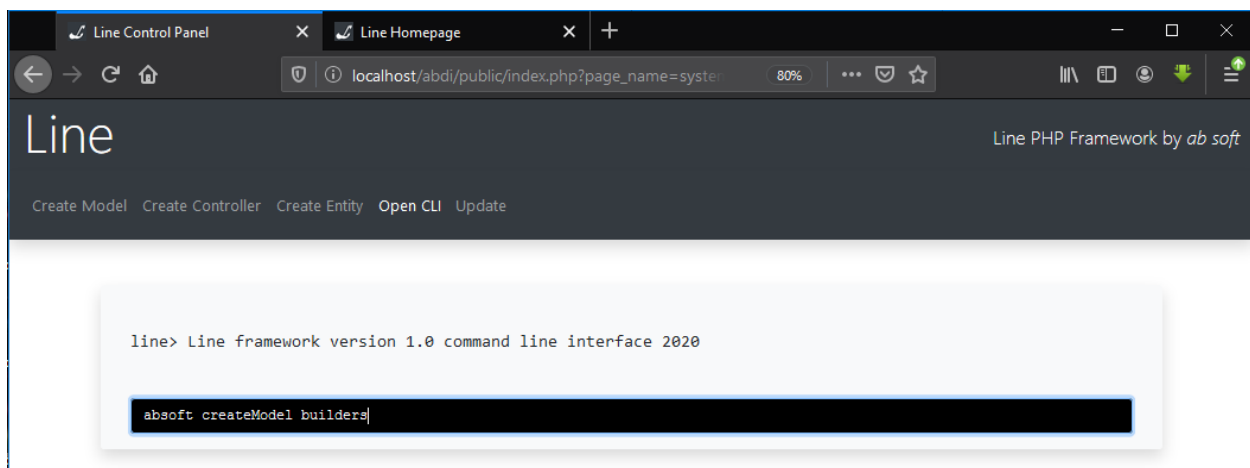 Line Control Panel
Line Homepage
localhost/abdi/public/index.php?page_name=system
80%
Line
Line PHP Framework by ab soft
Create Model Create Controller Create Entity Open CLI Update
line> Line framework version 1.0 command line interface 2020
absoft createModel builders